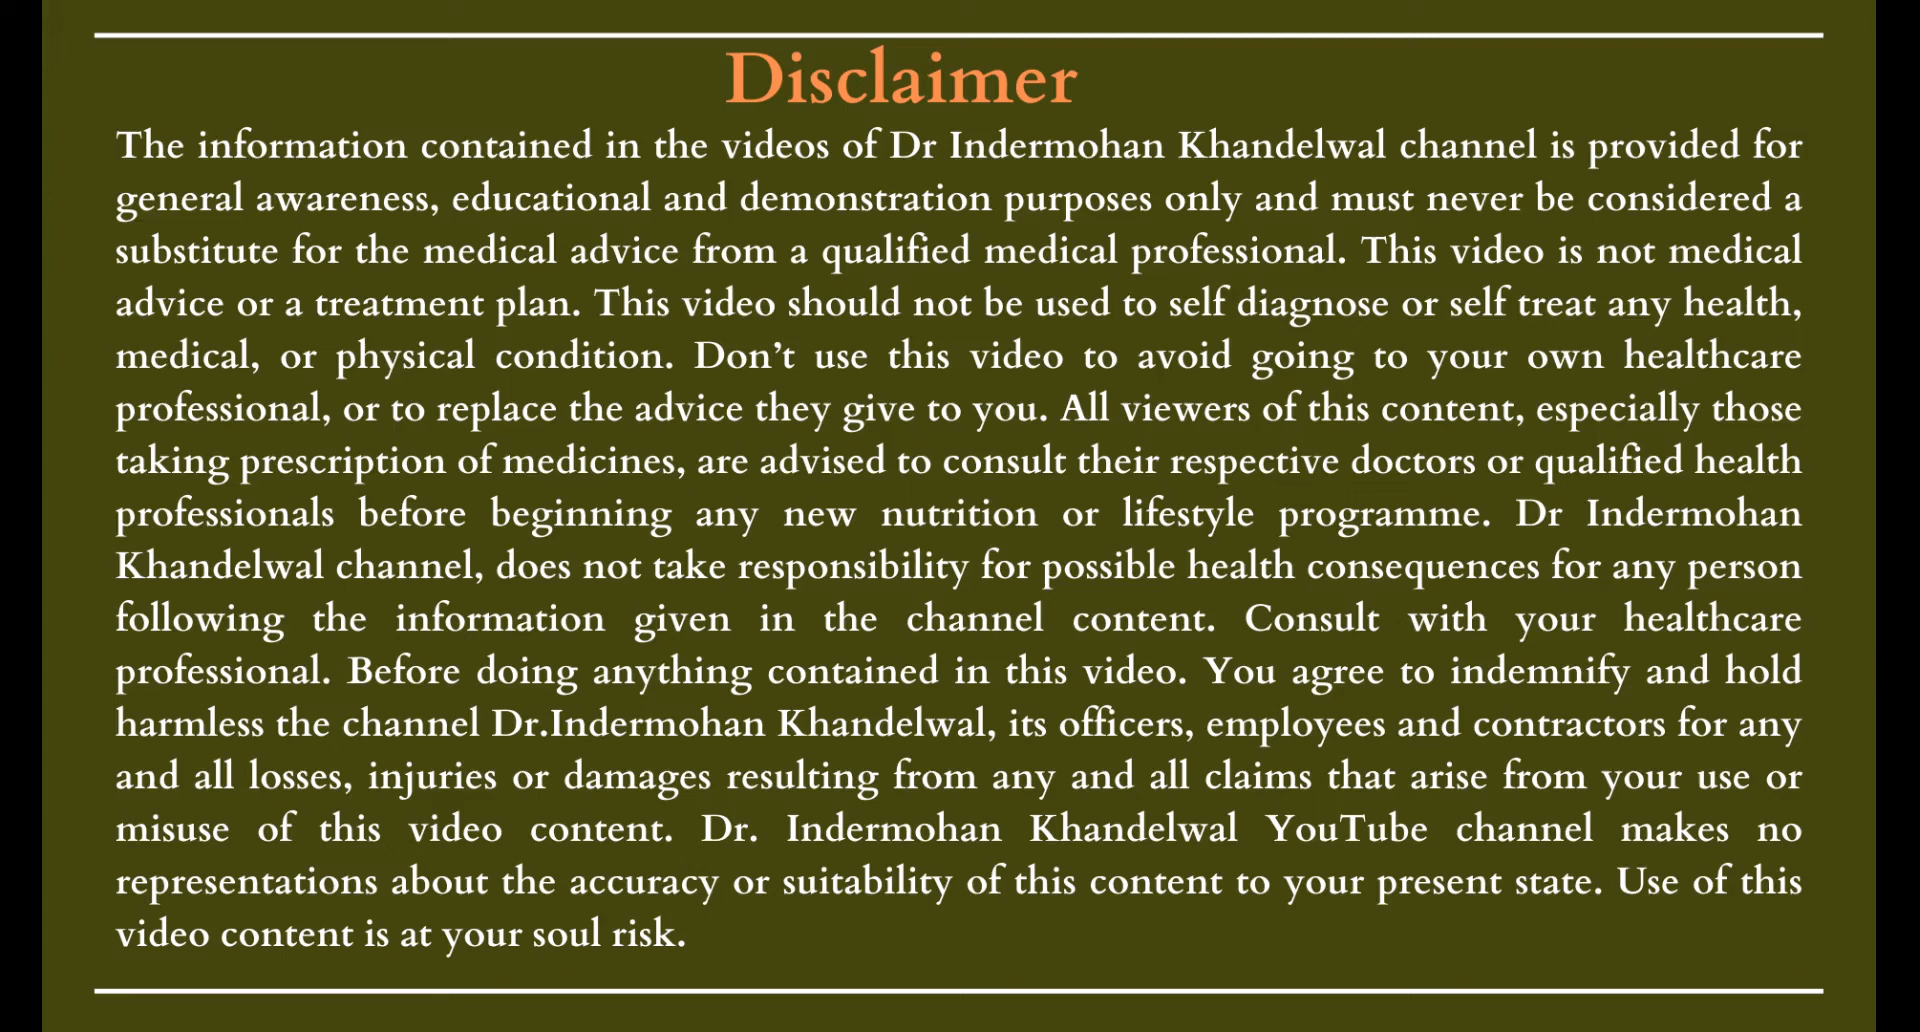 Disclaimer
The information contained in the videos of Dr Indermohan Khandelwal channel is provided for
general awareness, educational and demonstration purposes only and must never be considered a
substitute for the medical advice from a qualified medical professional. This video is not medical
advice or a treatment plan. This video should not be used to self diagnose or self treat any health,
medical, or physical condition. Don’t use this video to avoid going to your own healthcare
professional, or to replace the advice they give to you. All viewers of this content, especially those
taking prescription of medicines, are advised to consult their respective doctors or qualified health
professionals before beginning any new nutrition or lifestyle programme. Dr Indermohan
Khandelwal channel, does not take responsibility for possible health consequences for any person
following the information given in the channel content. Consult with your healthcare
professional. Before doing anything contained in this video. You agree to indemnify and hold
harmless the channel Dr.Indermohan Khandelwal, its officers, employees and contractors for any
and all losses, injuries or damages resulting from any and all claims that arise from your use or
misuse of this video content. Dr. Indermohan Khandelwal YouTube channel makes no
representations about the accuracy or suitability of this content to your present state. Use of this
video content is at your soul risk.